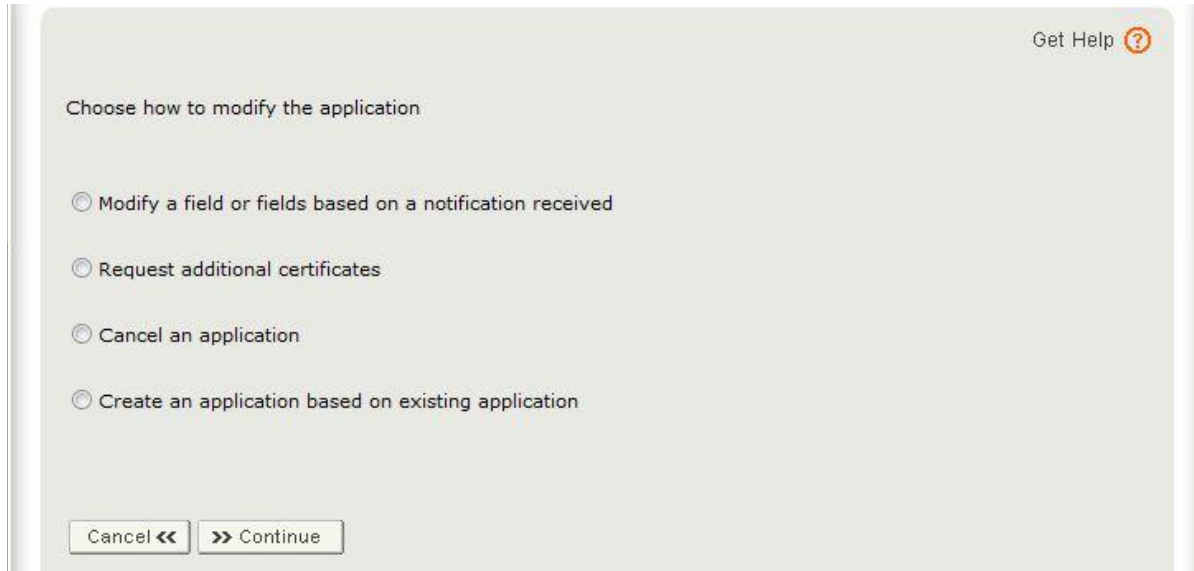 Get Help
Choose how to modify the application
Modify a field or fields based on a notification received
Request additional certificates
Cancel an application
Create an application based on existing application
Cancel << >> Continue